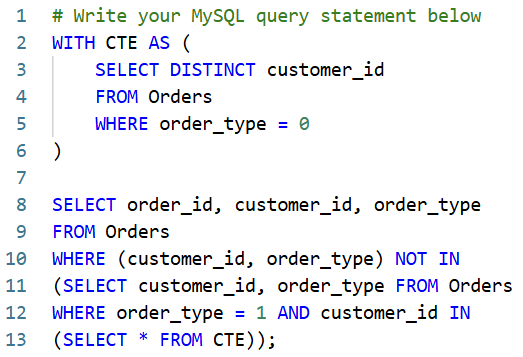 1 # Write your MySQL query statement below
2 WITH CTE AS (
3     SELECT DISTINCT customer_id
4     FROM Orders
5     WHERE order_type = 0
6 )
7
8 SELECT order_id, customer_id, order_type
9 FROM Orders
10 WHERE (customer_id, order_type) NOT IN
11 (SELECT customer_id, order_type FROM Orders
12 WHERE order_type = 1 AND customer_id IN
13 (SELECT * FROM CTE));